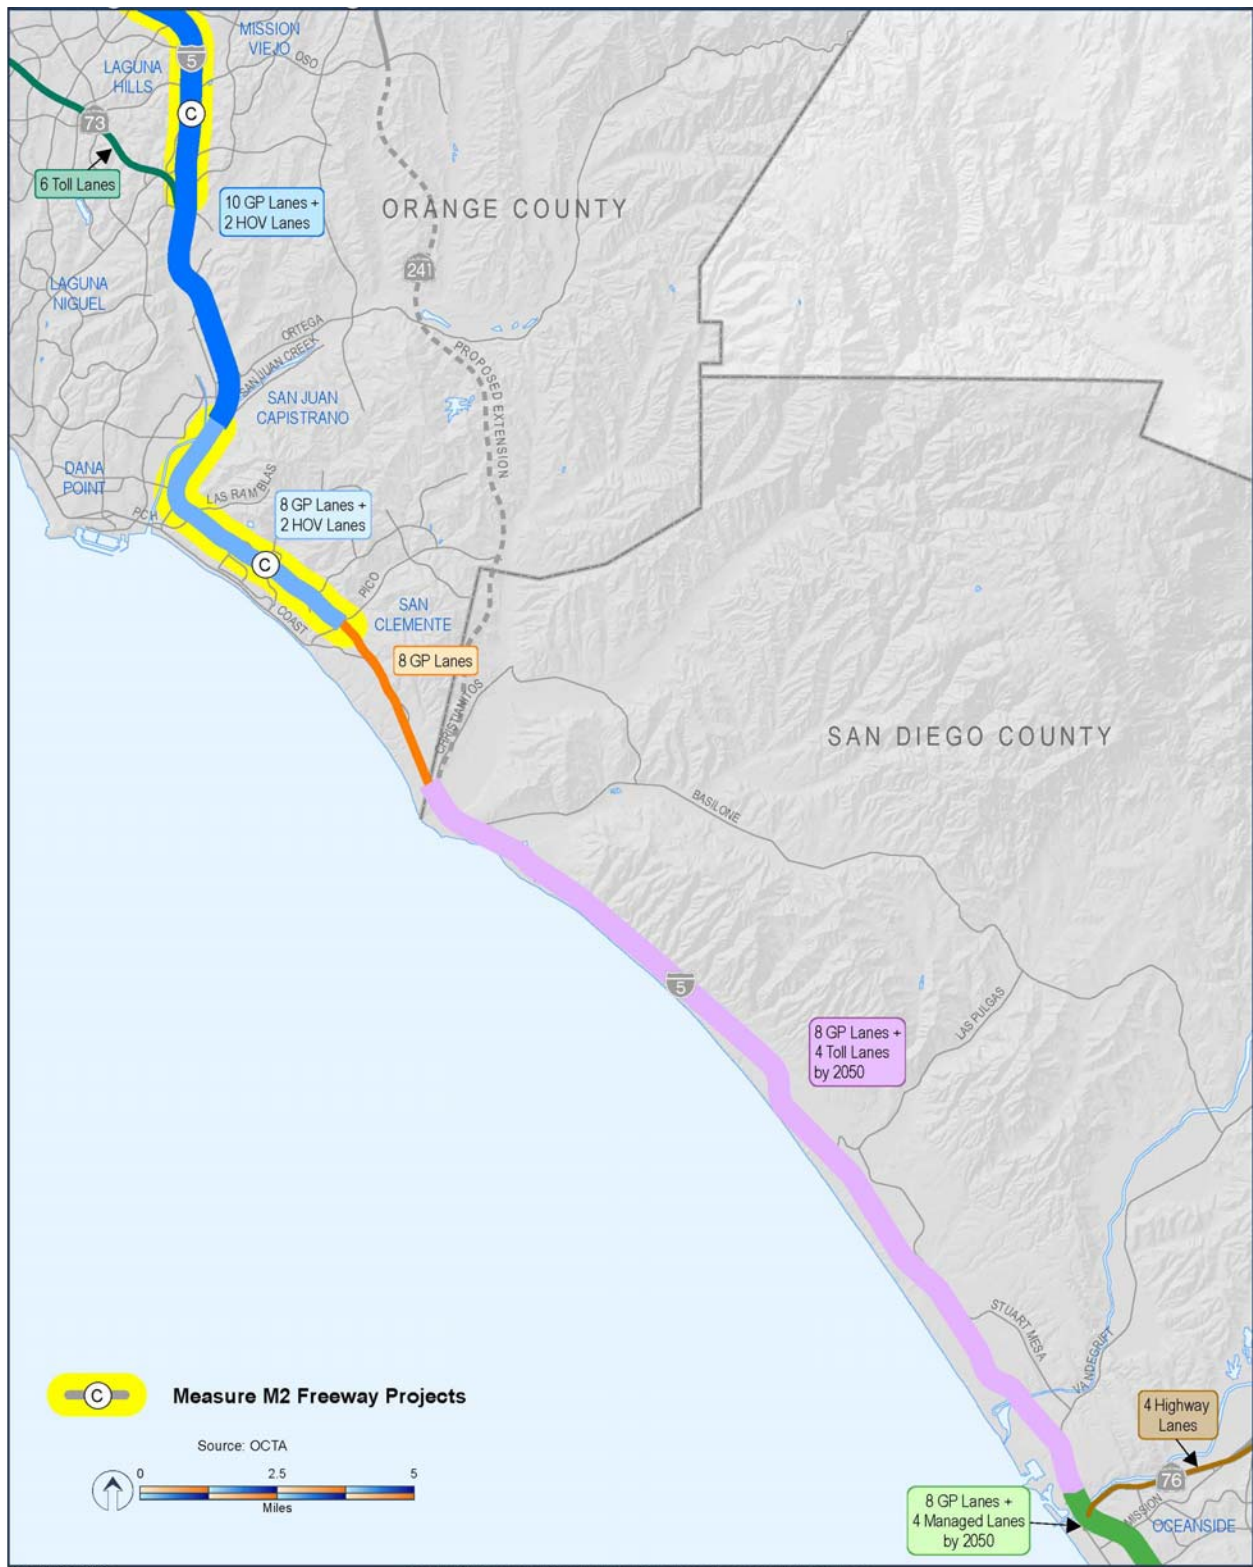 MISSION
VIEJO
OSO
5
LAGUNA
HILLS
C
73
6 Toll Lanes
10 GP Lanes +
2 HOV Lanes
ORANGE COUNTY
241
LAGUNA
NIGUEL
ORTEGA
SAN JUAN CREEK
PROPOSED EXTENSION
SAN JUAN
CAPISTRANO
DANA
POINT
LAS RAMBLAS
PCH
8 GP Lanes +
2 HOV Lanes
C
PICO
COAST
SAN
CLEMENTE
8 GP Lanes
CHRISTIANITOS
SAN DIEGO COUNTY
BASILONE
5
LAS PULGAS
8 GP Lanes +
4 Toll Lanes
by 2050
STUART MESA
VANDEGRIFT
4 Highway
Lanes
76
MISSION
OCEANSIDE
8 GP Lanes +
4 Managed Lanes
by 2050
C
Measure M2 Freeway Projects
Source: OCTA
0 2.5 5
Miles